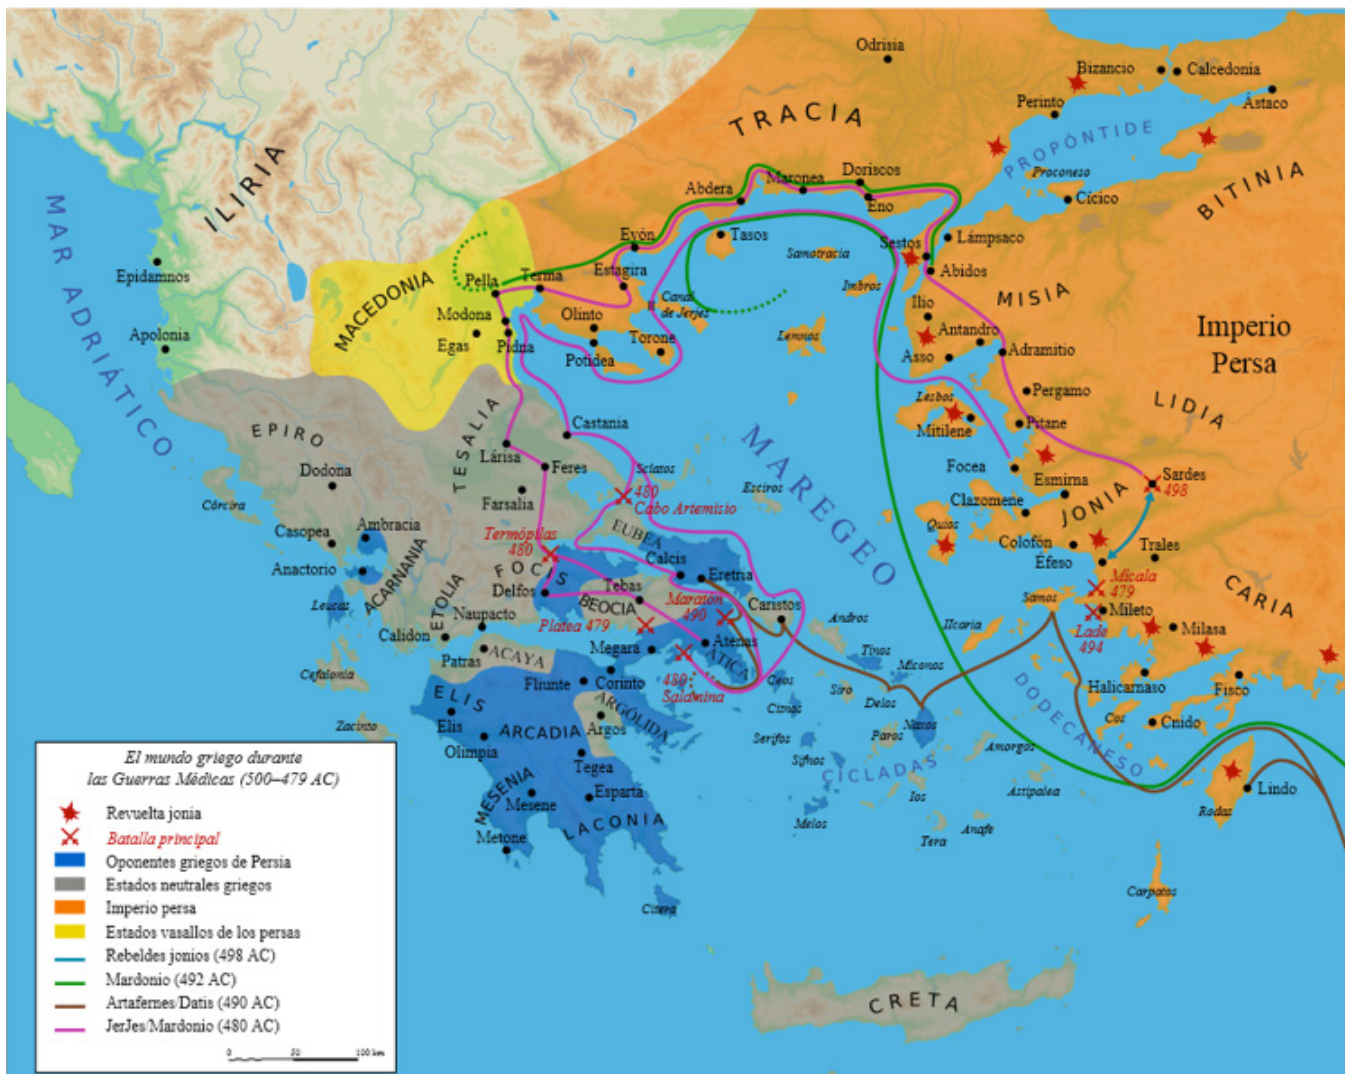 Odrisia
Bizancio
Calcedonia
Perinto
Ástaco
TRACIA
PROPÓNTIDE
ILIRIA
Proconeso
BITINIA
Doriscos
Maronea
Abdera
Eno
Cícico
MAR ADRIÁTICO
Eyón
Tasos
Samotracia
Sestos
Lámpsaco
Epidamnos
MACEDONIA
Pella
Terma
Estagira
Canal
de Jerjes
Imbros
Abidos
MISIA
Modona
Olinto
Ilio
Imperio
Persa
Apolonia
Egas
Pidna
Potidea
Torone
Lemnos
Antandro
Asso
Adramitio
Pergamo
EPIRO
TESALIA
Castania
MAR EGEO
Lesbos
Mitilene
Pitane
LIDIA
Dodona
Lárisa
Feres
Sciatos
Focea
Sardes
498
Córcira
Farsalia
480
Cabo Artemisio
Esciros
Esmirna
Clazomene
JONIA
Casopea
Ambracia
Termópilas
480
EUBEA
Quios
Colofón
Éfeso
Trales
Anactorio
ACARNANIA
FOCIS
Calcis
Eretria
Mícala
479
CARIA
Leucas
ETOLIA
Delfos
Tebas
BEOCIA
Maratón
490
Caristos
Samos
Mileto
Naupacto
Platea 479
Andros
Ilcaria
Lade
494
Milasa
Calidon
Patras
ACAYA
Megara
Atenas
ÁTICA
Tinos
Miconos
Cefalonia
Fliunte
Corinto
480
Salamina
Ceos
Siro
Delos
DODECANESO
Halicarnaso
Fisco
ELIS
Elis
ARGÓLIDA
Citnos
Naxos
Paros
Cos
Cnido
Zacinto
Olimpia
ARCADIA
Argos
Serifos
Amorgos
Tegea
Sifnos
CICLADAS
Ios
Astipalea
Lindo
Rodas
MESENIA
Mesene
Esparta
LACONIA
Melos
Anafe
Tera
Metone
Citera
Carpatos
CRETA
El mundo griego durante
las Guerras Médicas (500–479 AC)
Revuelta jonia
Batalla principal
Oponentes griegos de Persia
Estados neutrales griegos
Imperio persa
Estados vasallos de los persas
Rebeldes jonios (498 AC)
Mardonio (492 AC)
Artafernes/Datis (490 AC)
JerJes/Mardonio (480 AC)
0 50 100 km